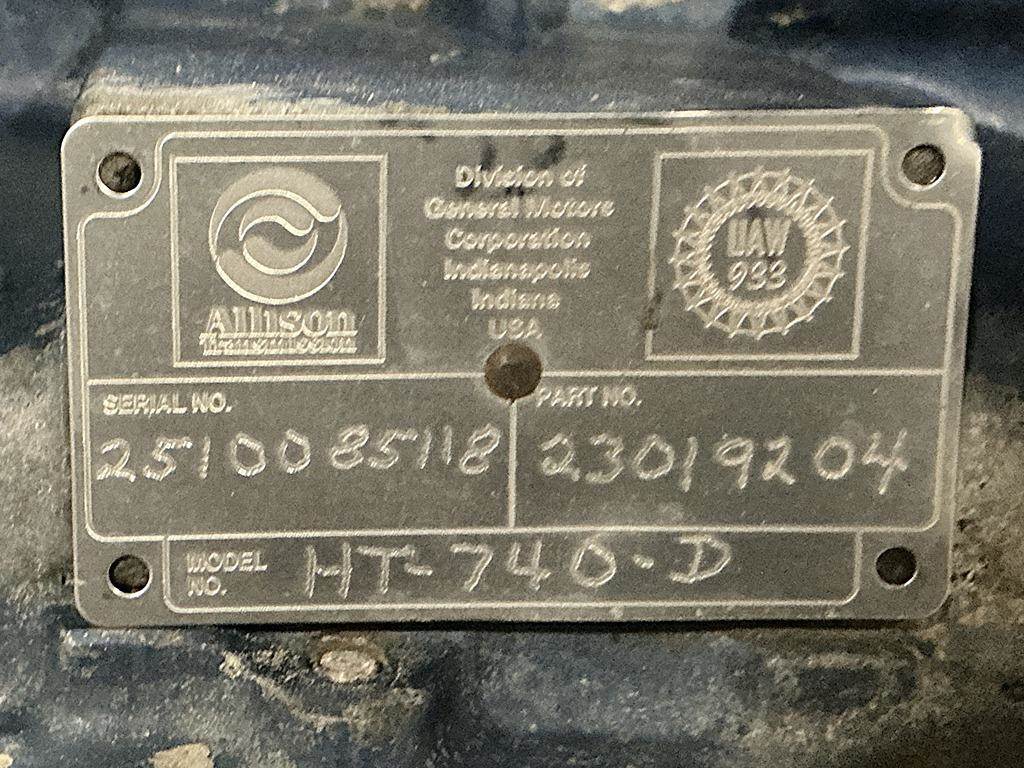 Allison
Transmission
Division of
General Motors
Corporation
Indianapolis
Indiana
USA
UAW
933
SERIAL NO.
2510085118
PART NO.
23019204
MODEL
NO.
HT-740-D